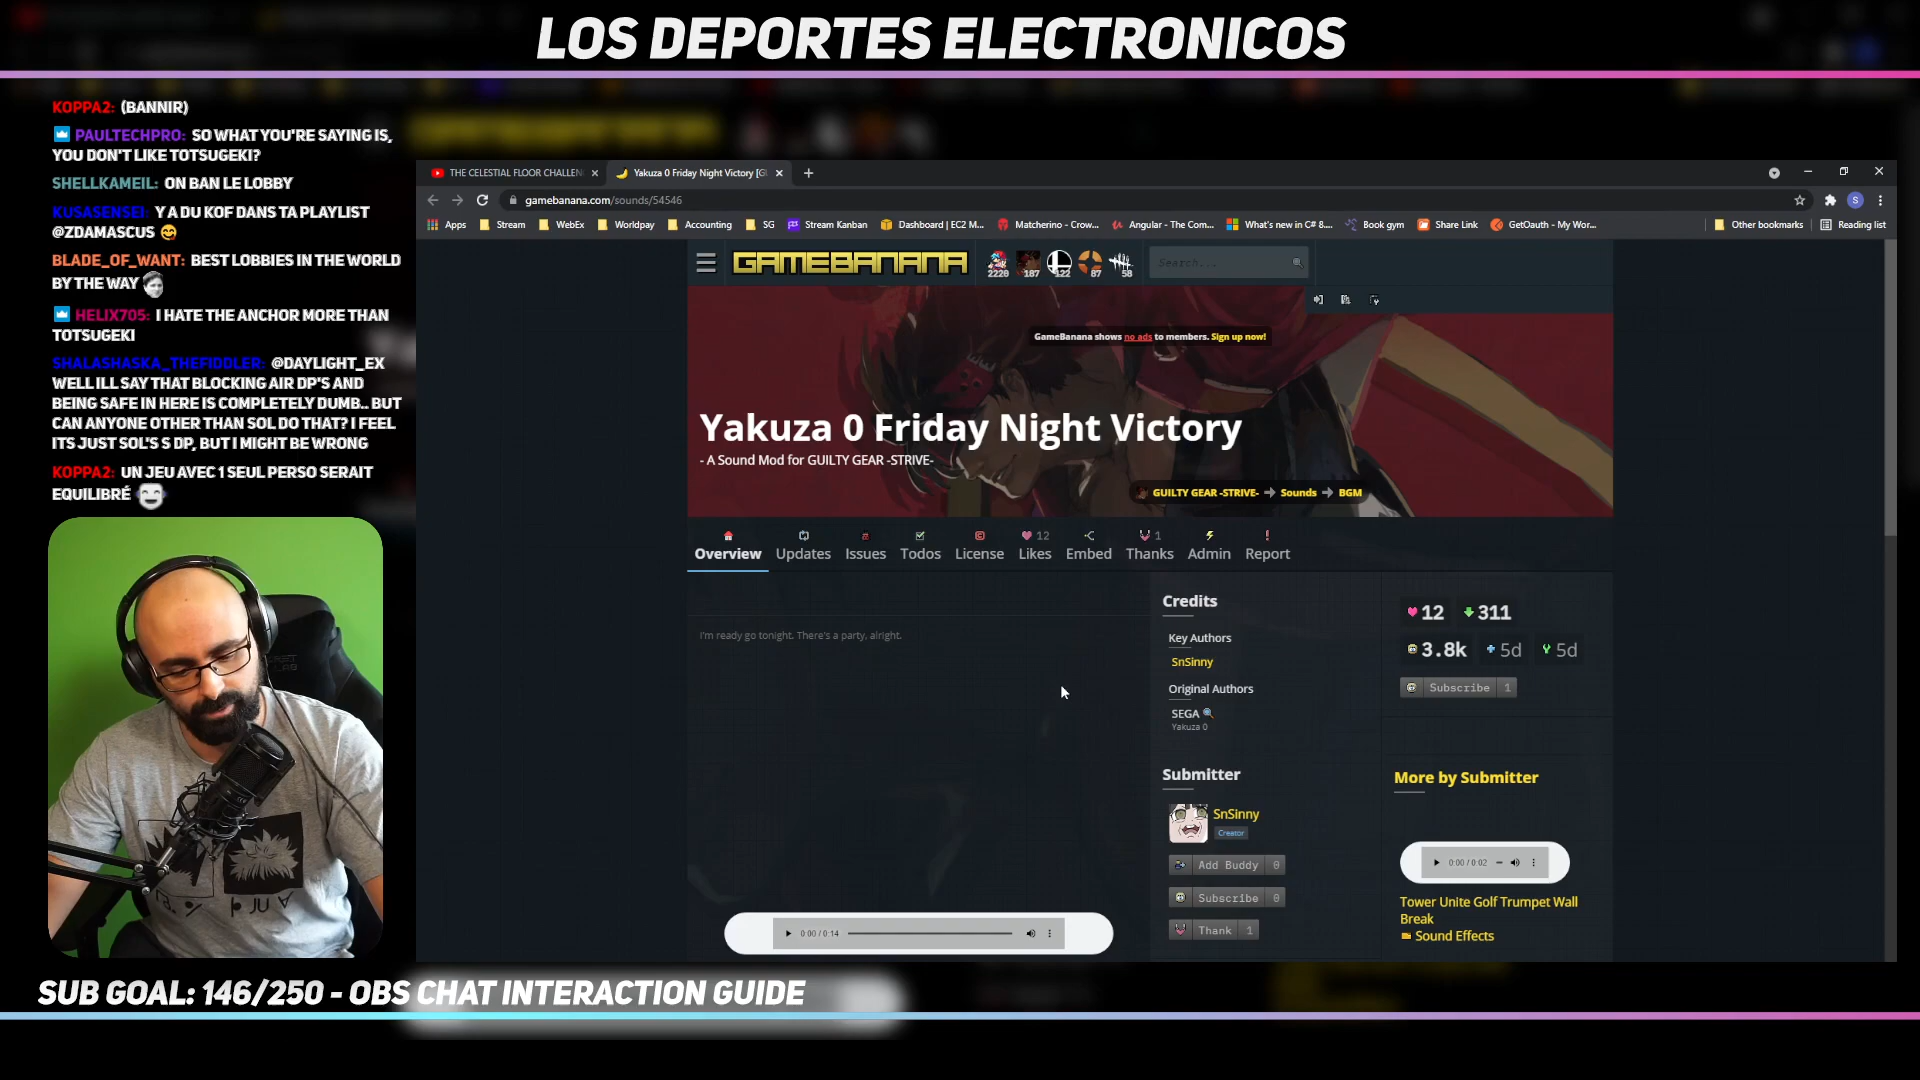 LOS DEPORTES ELECTRONICOS
KOPPA2: (BANNIR)
PAULTECHPRO: SO WHAT YOU'RE SAYING IS,
YOU DON'T LIKE TOTSUGEKI?
SHELLKAMEIL: ON BAN LE LOBBY
KUSASENSEI: Y A DU KOF DANS TA PLAYLIST
@ZDAMASCUS
BLADE_OF_WANT: BEST LOBBIES IN THE WORLD
BY THE WAY
HELIX705: I HATE THE ANCHOR MORE THAN
TOTSUGEKI
SHALASHASKA_THEFIDDLER: @DAYLIGHT_EX
WELL ILL SAY THAT BLOCKING AIR DP'S AND
BEING SAFE IN HERE IS COMPLETELY DUMB.. BUT
CAN ANYONE OTHER THAN SOL DO THAT? I FEEL
ITS JUST SOL'S S DP, BUT I MIGHT BE WRONG
KOPPA2: UN JEU AVEC 1 SEUL PERSO SERAIT
EQUILIBRÉ
THE CELESTIAL FLOOR CHALLEN
Yakuza 0 Friday Night Victory [G
gamebanana.com/sounds/54546
S
Apps
Stream
WebEx
Worldpay
Accounting
SG
Stream Kanban
Dashboard | EC2 M...
Matcherino - Crow...
Angular - The Com...
What's new in C# 8....
Book gym
Share Link
GetOauth - My Wor...
Other bookmarks
Reading list
GAMEBANANA
2220
187
122
87
58
Search...
GameBanana shows no ads to members. Sign up now!
Yakuza 0 Friday Night Victory
- A Sound Mod for GUILTY GEAR -STRIVE-
GUILTY GEAR -STRIVE- Sounds BGM
12
1
Overview
Updates
Issues
Todos
License
Likes
Embed
Thanks
Admin
Report
I'm ready go tonight. There's a party, alright.
0:00 / 0:14
Credits
Key Authors
SnSinny
Original Authors
SEGA
Yakuza 0
Submitter
SnSinny
Creator
Add Buddy 0
Subscribe 0
Thank 1
12 311
3.8k 5d 5d
Subscribe 1
More by Submitter
0:00 / 0:02
Tower Unite Golf Trumpet Wall
Break
Sound Effects
SUB GOAL: 146/250 - OBS CHAT INTERACTION GUIDE